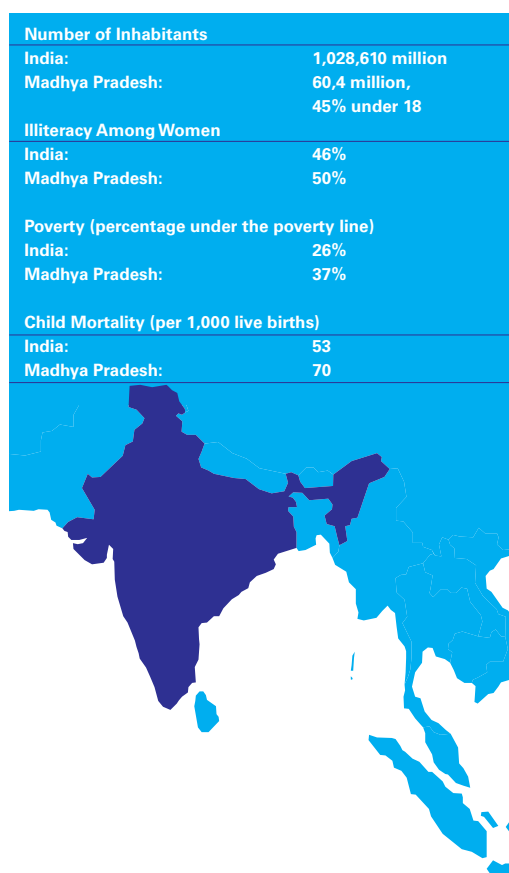 Number of Inhabitants
India: 1,028,610 million
Madhya Pradesh: 60,4 million,
45% under 18
Illiteracy Among Women
India: 46%
Madhya Pradesh: 50%
Poverty (percentage under the poverty line)
India: 26%
Madhya Pradesh: 37%
Child Mortality (per 1,000 live births)
India: 53
Madhya Pradesh: 70